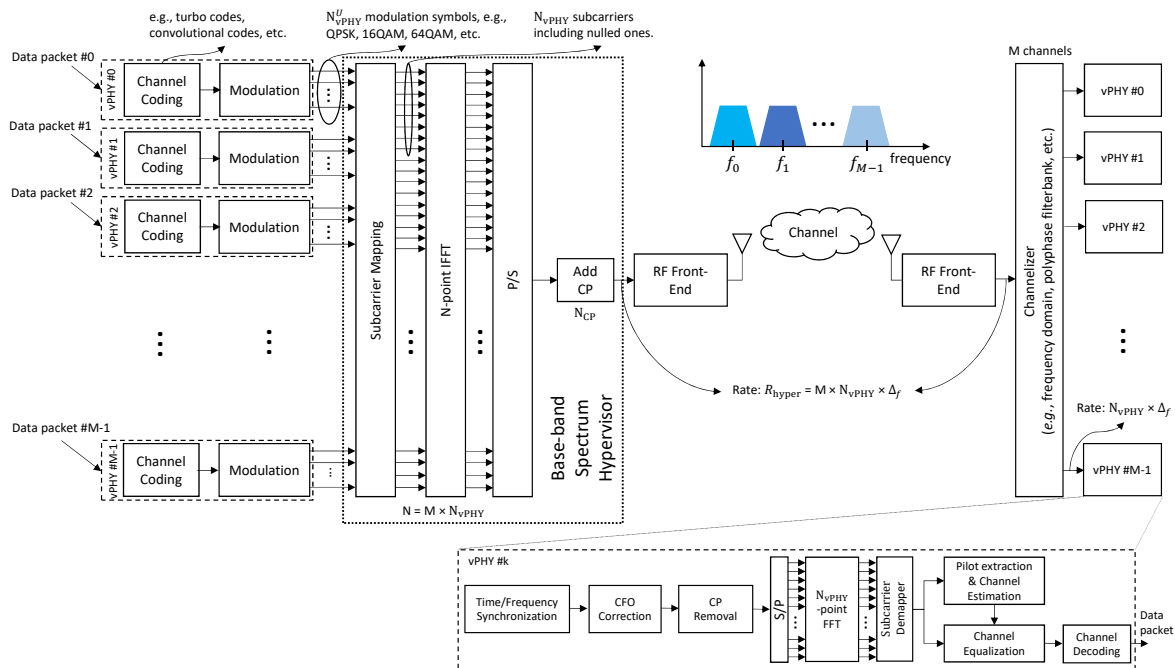 e.g., turbo codes,
convolutional codes, etc.
N^U_vPHY modulation symbols, e.g.,
QPSK, 16QAM, 64QAM, etc.
N_vPHY subcarriers
including nulled ones.
Data packet #0
vPHY #0
Channel
Coding
Modulation
Data packet #1
vPHY #1
Channel
Coding
Modulation
Data packet #2
vPHY #2
Channel
Coding
Modulation
Data packet #M-1
vPHY #M-1
Channel
Coding
Modulation
Subcarrier Mapping
N-point IFFT
P/S
Add
CP
N_CP
Base-band
Spectrum
Hypervisor
N = M × N_vPHY
f_0
f_1
f_M−1
frequency
RF Front-
End
Channel
RF Front-
End
Rate: R_hyper = M × N_vPHY × Δ_f
Channelizer
(e.g., frequency domain, polyphase filterbank, etc.)
M channels
vPHY #0
vPHY #1
vPHY #2
Rate: N_vPHY × Δ_f
vPHY #M-1
vPHY #k
Time/Frequency
Synchronization
CFO
Correction
CP
Removal
S/P
N_vPHY
-point
FFT
Subcarrier
Demapper
Pilot extraction
& Channel
Estimation
Channel
Equalization
Channel
Decoding
Data
packet